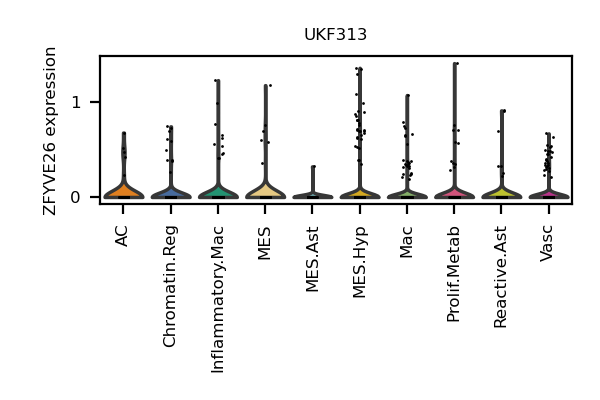 UKF313
ZFYVE26 expression
1
0
AC
Chromatin.Reg
Inflammatory.Mac
MES
MES.Ast
MES.Hyp
Mac
Prolif.Metab
Reactive.Ast
Vasc